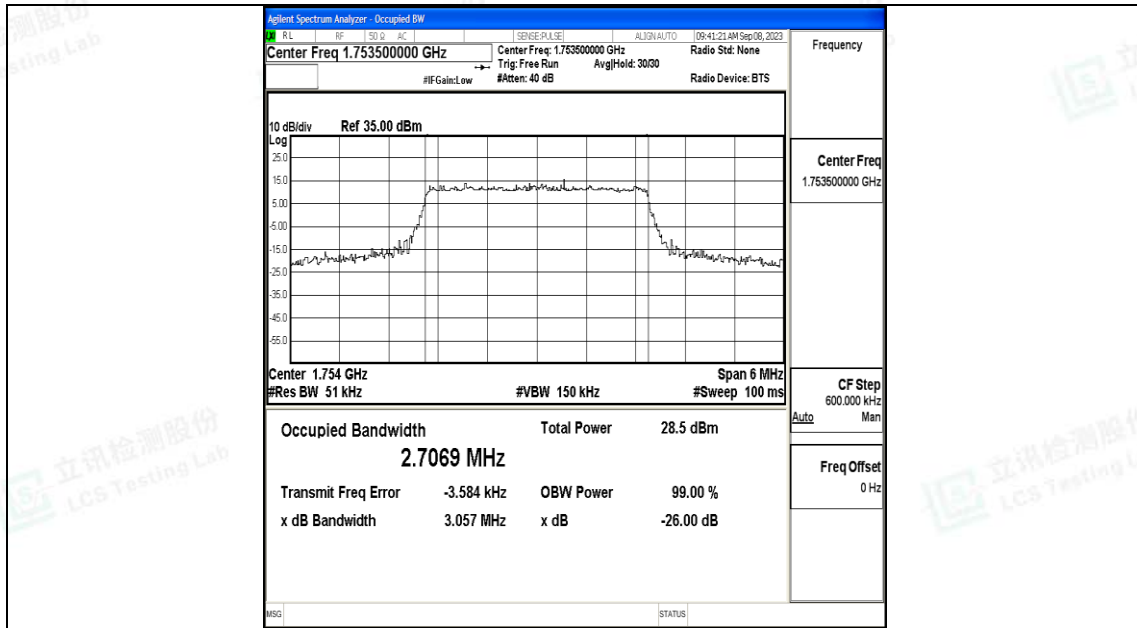 Agilent Spectrum Analyzer - Occupied BW
LXI RL RF 50 Ω AC SENSE:PULSE ALIGN AUTO 09:41:21 AM Sep 08, 2023
Center Freq 1.753500000 GHz
Center Freq: 1.753500000 GHz
Radio Std: None
Trig: Free Run
Avg|Hold: 30/30
#IFGain:Low
#Atten: 40 dB
Radio Device: BTS
10 dB/div Ref 35.00 dBm
Log
25.0
15.0
5.00
-5.00
-15.0
-25.0
-35.0
-45.0
-55.0
Center 1.754 GHz
Span 6 MHz
#Res BW 51 kHz
#VBW 150 kHz
#Sweep 100 ms
Occupied Bandwidth
Total Power 28.5 dBm
2.7069 MHz
Transmit Freq Error -3.584 kHz
OBW Power 99.00 %
x dB Bandwidth 3.057 MHz
x dB -26.00 dB
MSG
STATUS
Frequency
Center Freq
1.753500000 GHz
CF Step
600.000 kHz
Auto Man
Freq Offset
0 Hz
立讯检测股份
LCS Testing Lab